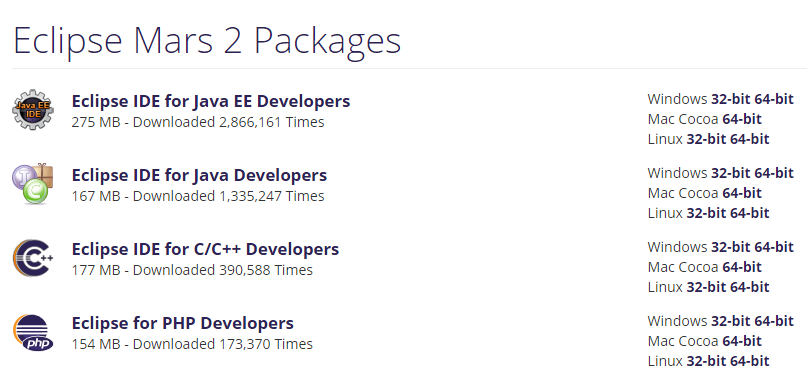 Eclipse Mars 2 Packages
Java EE
IDE
Eclipse IDE for Java EE Developers
275 MB - Downloaded 2,866,161 Times
Windows 32-bit 64-bit
Mac Cocoa 64-bit
Linux 32-bit 64-bit
J
C
Eclipse IDE for Java Developers
167 MB - Downloaded 1,335,247 Times
Windows 32-bit 64-bit
Mac Cocoa 64-bit
Linux 32-bit 64-bit
C++
Eclipse IDE for C/C++ Developers
177 MB - Downloaded 390,588 Times
Windows 32-bit 64-bit
Mac Cocoa 64-bit
Linux 32-bit 64-bit
php
Eclipse for PHP Developers
154 MB - Downloaded 173,370 Times
Windows 32-bit 64-bit
Mac Cocoa 64-bit
Linux 32-bit 64-bit